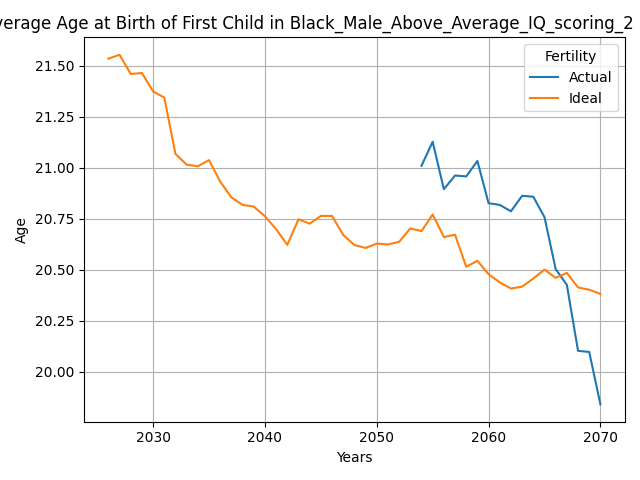 Average Age at Birth of First Child in Black_Male_Above_Average_IQ_scoring_2
Fertility
Actual
Ideal
21.50
21.25
21.00
20.75
20.50
20.25
20.00
Age
2030 2040 2050 2060 2070
Years